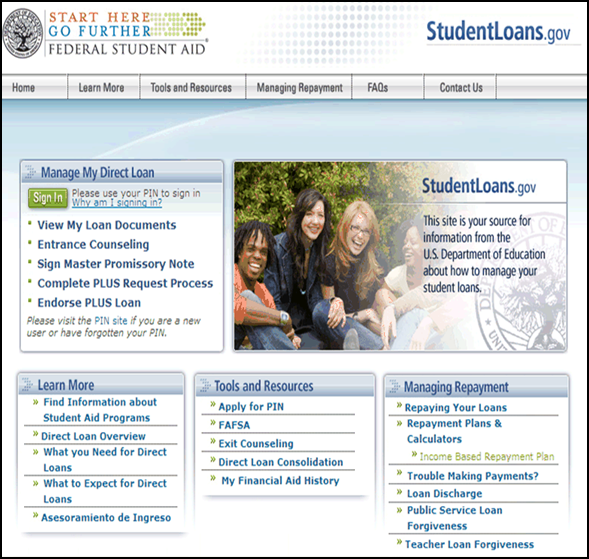 START HERE
GO FURTHER
FEDERAL STUDENT AID
StudentLoans.gov
Home Learn More Tools and Resources Managing Repayment FAQs Contact Us
Manage My Direct Loan
Sign In
Please use your PIN to sign in
Why am I signing in?
View My Loan Documents
Entrance Counseling
Sign Master Promissory Note
Complete PLUS Request Process
Endorse PLUS Loan
Please visit the PIN site if you are a new
user or have forgotten your PIN.
StudentLoans.gov
This site is your source for
information from the
U.S. Department of Education
about how to manage your
student loans.
Learn More
» Find Information about
Student Aid Programs
» Direct Loan Overview
» What you Need for Direct
Loans
» What to Expect for Direct
Loans
» Asesoramiento de Ingreso
Tools and Resources
» Apply for PIN
» FAFSA
» Exit Counseling
» Direct Loan Consolidation
» My Financial Aid History
Managing Repayment
» Repaying Your Loans
» Repayment Plans &
Calculators
» Income Based Repayment Plan
» Trouble Making Payments?
» Loan Discharge
» Public Service Loan
Forgiveness
» Teacher Loan Forgiveness